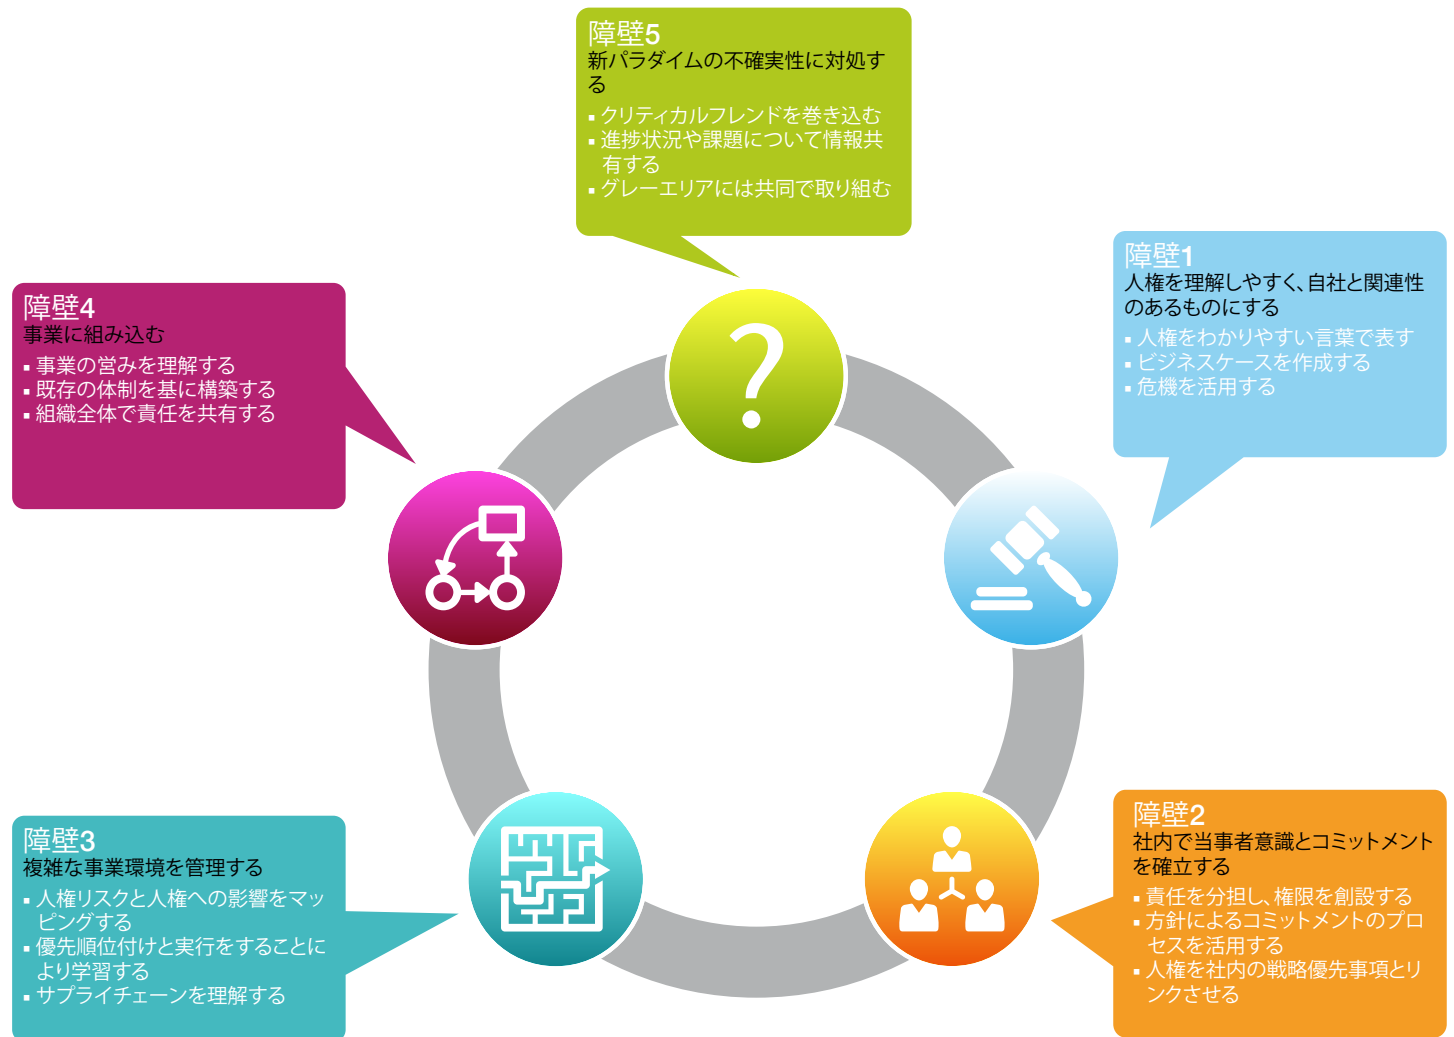 障壁5
新パラダイムの不確実性に対処す
る
▪ クリティカルフレンドを巻き込む
▪ 進捗状況や課題について情報共
有する
▪ グレーエリアには共同で取り組む
障壁1
人権を理解しやすく、自社と関連性
のあるものにする
▪ 人権をわかりやすい言葉で表す
▪ ビジネスケースを作成する
▪ 危機を活用する
障壁2
社内で当事者意識とコミットメント
を確立する
▪ 責任を分担し、権限を創設する
▪ 方針によるコミットメントのプロ
セスを活用する
▪ 人権を社内の戦略優先事項とリ
ンクさせる
障壁3
複雑な事業環境を管理する
▪ 人権リスクと人権への影響をマッ
ピングする
▪ 優先順位付けと実行をすることに
より学習する
▪ サプライチェーンを理解する
障壁4
事業に組み込む
▪ 事業の営みを理解する
▪ 既存の体制を基に構築する
▪ 組織全体で責任を共有する
?